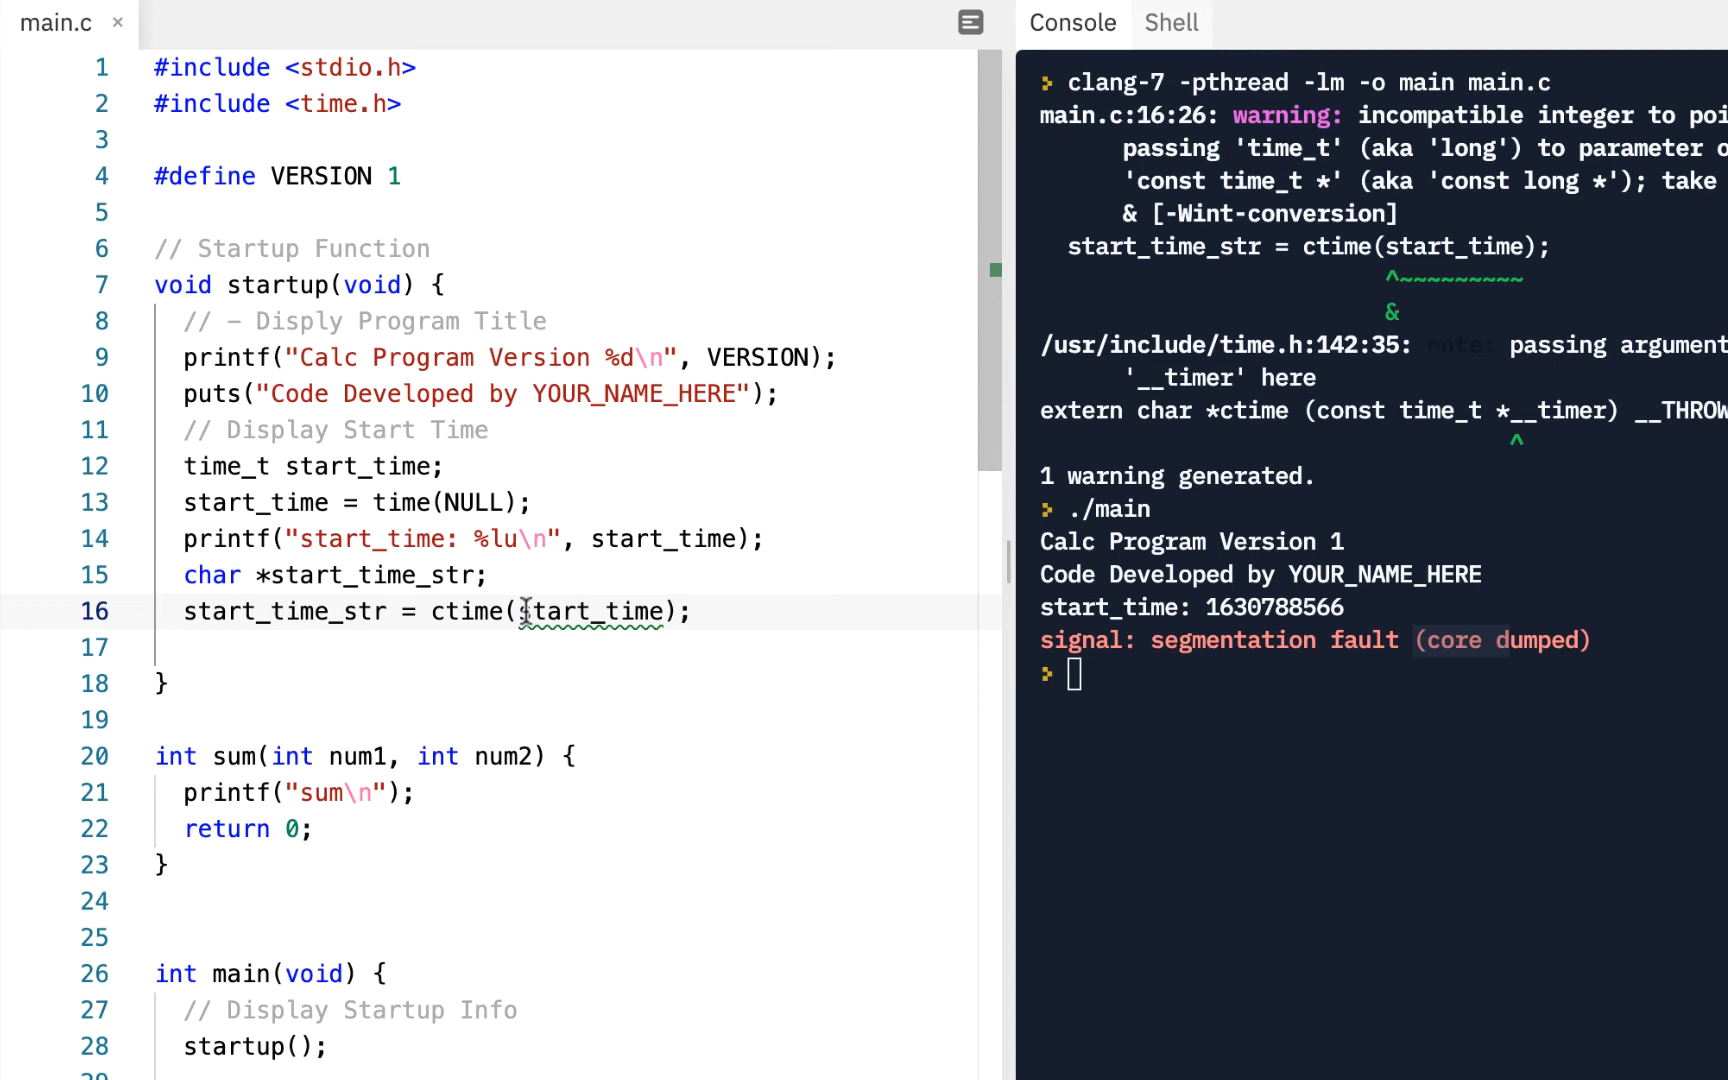 main.c ×
1 #include <stdio.h>
2 #include <time.h>
3
4 #define VERSION 1
5
6 // Startup Function
7 void startup(void) {
8 // – Disply Program Title
9 printf("Calc Program Version %d\n", VERSION);
10 puts("Code Developed by YOUR_NAME_HERE");
11 // Display Start Time
12 time_t start_time;
13 start_time = time(NULL);
14 printf("start_time: %lu\n", start_time);
15 char *start_time_str;
16 start_time_str = ctime(start_time);
17
18 }
19
20 int sum(int num1, int num2) {
21 printf("sum\n");
22 return 0;
23 }
24
25
26 int main(void) {
27 // Display Startup Info
28 startup();
29
Console Shell
> clang-7 -pthread -lm -o main main.c
main.c:16:26: warning: incompatible integer to poi
passing 'time_t' (aka 'long') to parameter o
'const time_t *' (aka 'const long *'); take
& [-Wint-conversion]
start_time_str = ctime(start_time);
^~~~~~~~~~
&
/usr/include/time.h:142:35: note: passing argument
'__timer' here
extern char *ctime (const time_t *__timer) __THROW
^
1 warning generated.
> ./main
Calc Program Version 1
Code Developed by YOUR_NAME_HERE
start_time: 1630788566
signal: segmentation fault (core dumped)
>